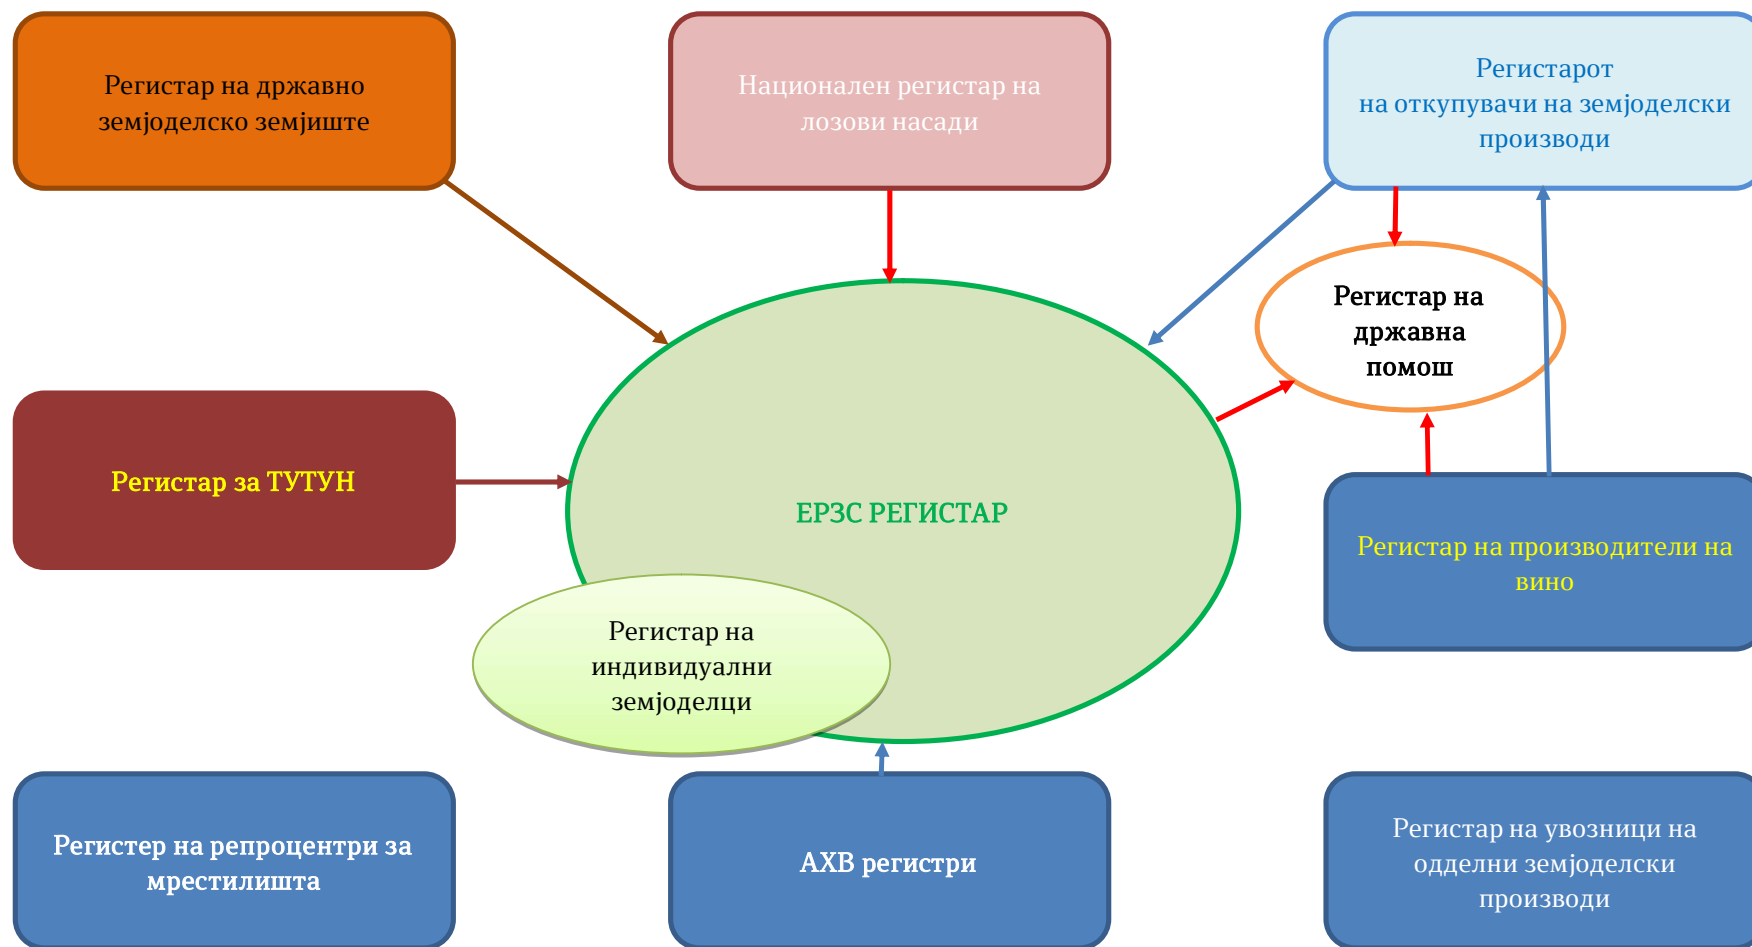 Регистар на државно
земјоделско земјиште
Национален регистар на
лозови насади
Регистарот
на откупувачи на земјоделски
производи
Регистар на
државна
помош
Регистар за ТУТУН
ЕРЗС РЕГИСТАР
Регистар на производители на
вино
Регистар на
индивидуални
земјоделци
Регистер на репроцентри за
мрестилишта
АХВ регистри
Регистар на увозници на
одделни земјоделски
производи